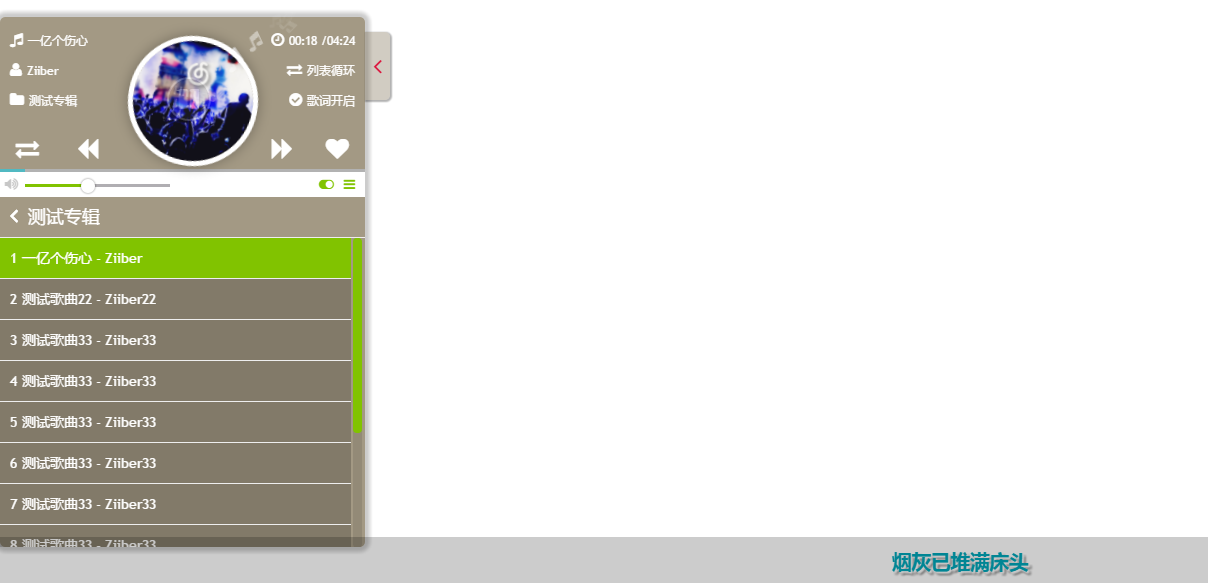 一亿个伤心
00:18 /04:24
Ziiber
列表循环
测试专辑
歌词开启
测试专辑
1 一亿个伤心 - Ziiber
2 测试歌曲22 - Ziiber22
3 测试歌曲33 - Ziiber33
4 测试歌曲33 - Ziiber33
5 测试歌曲33 - Ziiber33
6 测试歌曲33 - Ziiber33
7 测试歌曲33 - Ziiber33
8 测试歌曲33 - Ziiber33
烟灰已堆满床头